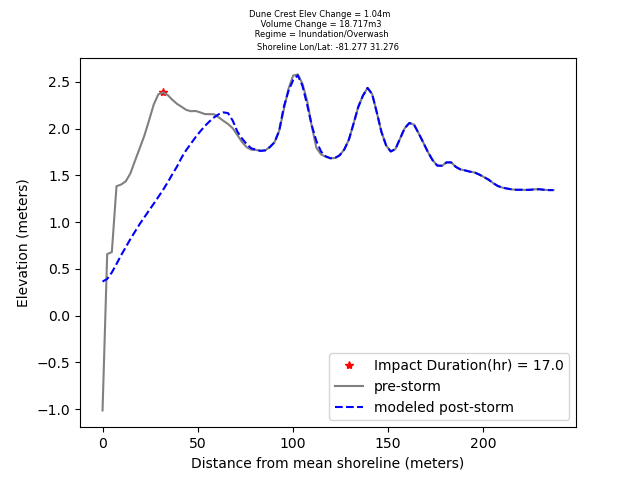 Dune Crest Elev Change = 1.04m
Volume Change = 18.717m3
Regime = Inundation/Overwash
Shoreline Lon/Lat: -81.277 31.276
2.5
2.0
1.5
1.0
0.5
0.0
−0.5
−1.0
Elevation (meters)
Impact Duration(hr) = 17.0
pre-storm
modeled post-storm
0 50 100 150 200
Distance from mean shoreline (meters)